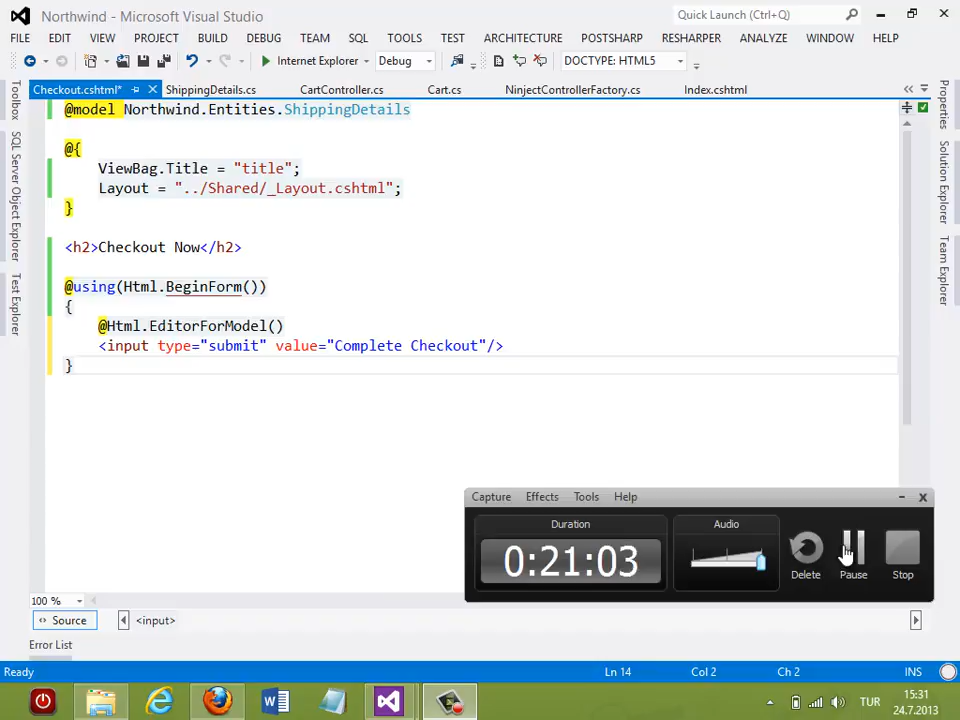 Northwind - Microsoft Visual Studio
Quick Launch (Ctrl+Q)
FILE EDIT VIEW PROJECT BUILD DEBUG TEAM SQL TOOLS TEST ARCHITECTURE POSTSHARP RESHARPER ANALYZE WINDOW HELP
Internet Explorer Debug DOCTYPE: HTML5
Checkout.cshtml* ShippingDetails.cs CartController.cs Cart.cs NinjectControllerFactory.cs Index.cshtml
Toolbox
SQL Server Object Explorer
Test Explorer
Properties
Solution Explorer
Team Explorer
@model Northwind.Entities.ShippingDetails
@{
ViewBag.Title = "title";
Layout = "../Shared/_Layout.cshtml";
}
<h2>Checkout Now</h2>
@using(Html.BeginForm())
{
@Html.EditorForModel()
<input type="submit" value="Complete Checkout"/>
}
Capture Effects Tools Help
Duration
0:21:03
Audio
Delete Pause Stop
100 %
Source <input>
Error List
Ready Ln 14 Col 2 Ch 2 INS
TUR
15:31
24.7.2013